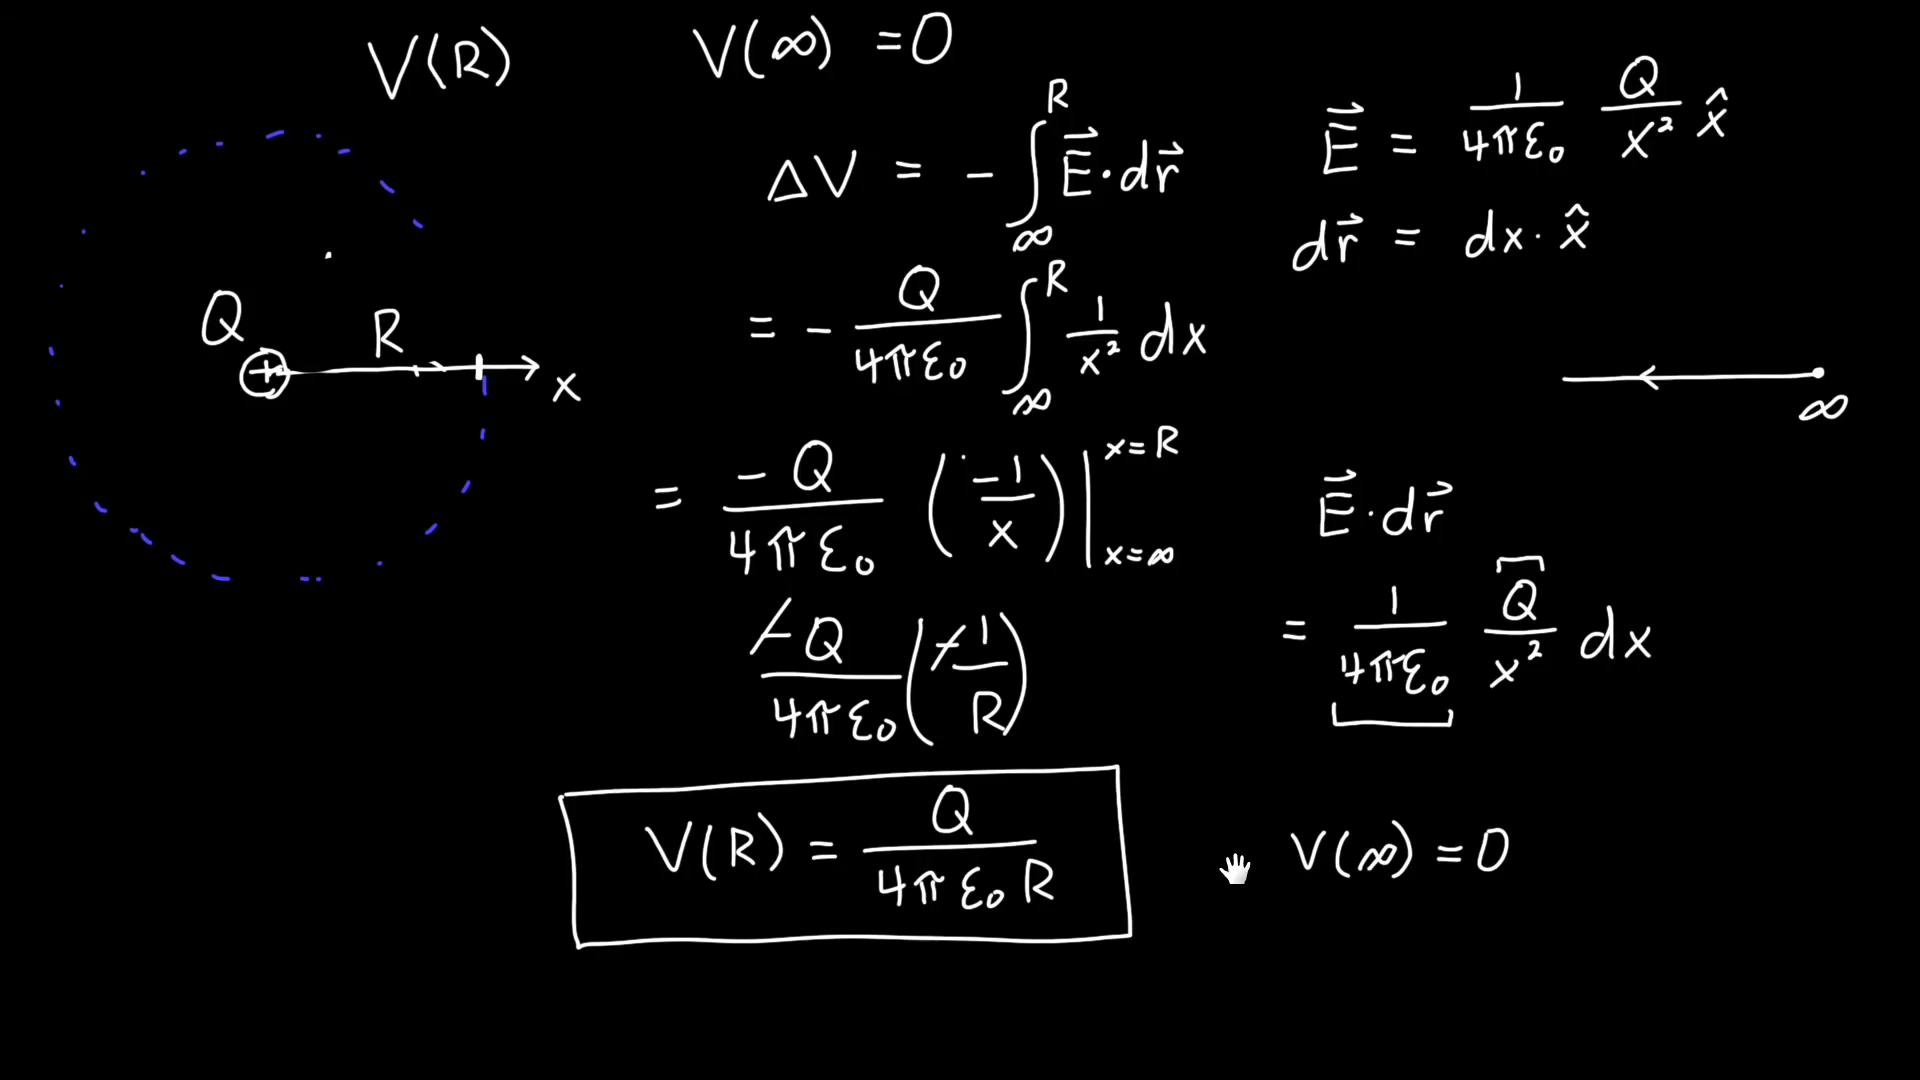 V(R)
V(∞) = 0
ΔV = - ∫_∞^R E⃗ · dr⃗
= - Q/(4πε₀) ∫_∞^R 1/x² dx
= -Q/(4πε₀) (-1/x) |_{x=∞}^{x=R}
-Q/(4πε₀) (-1/R)
V(R) = Q/(4πε₀R)
Q
R
x
E⃗ = 1/(4πε₀) Q/x² x̂
dr⃗ = dx · x̂
∞
E⃗ · dr⃗
= 1/(4πε₀) Q/x² dx
V(∞) = 0